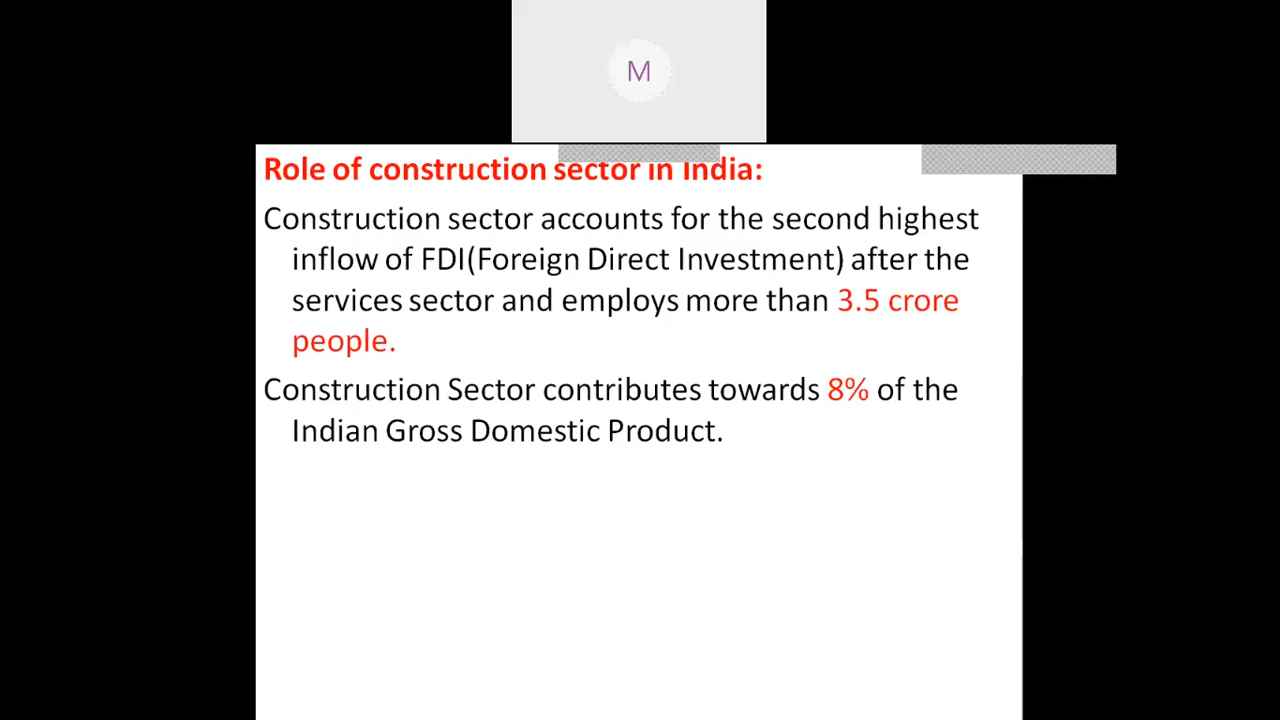 M
Role of construction sector in India:
Construction sector accounts for the second highest
inflow of FDI(Foreign Direct Investment) after the
services sector and employs more than 3.5 crore
people.
Construction Sector contributes towards 8% of the
Indian Gross Domestic Product.